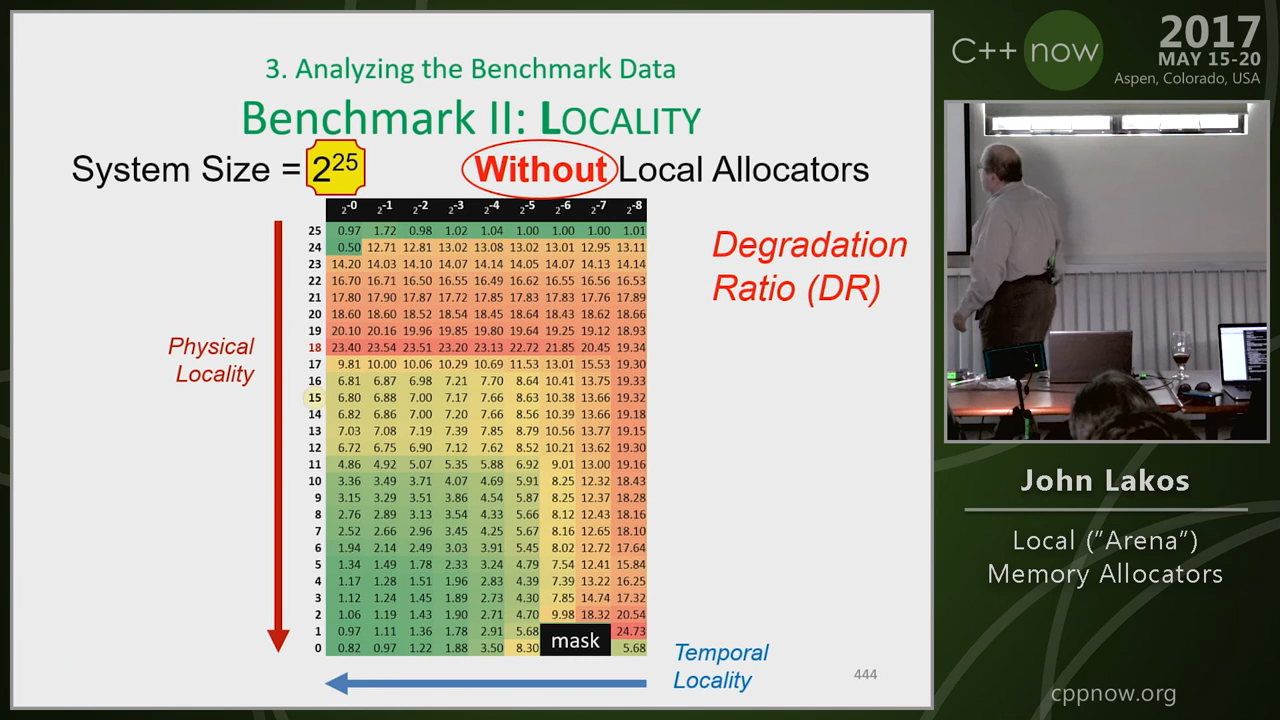 3. Analyzing the Benchmark Data
Benchmark II: LOCALITY
System Size = 2^25 Without Local Allocators
2^-0 2^-1 2^-2 2^-3 2^-4 2^-5 2^-6 2^-7 2^-8
25 0.97 1.72 0.98 1.02 1.04 1.00 1.00 1.00 1.01
24 0.50 12.71 12.81 13.02 13.08 13.02 13.01 12.95 13.11
23 14.20 14.03 14.10 14.07 14.14 14.05 14.07 14.13 14.14
22 16.70 16.71 16.50 16.55 16.49 16.62 16.55 16.56 16.53
21 17.80 17.90 17.87 17.72 17.85 17.83 17.83 17.76 17.89
20 18.60 18.60 18.52 18.54 18.45 18.64 18.43 18.62 18.66
19 20.10 20.16 19.96 19.85 19.80 19.64 19.25 19.12 18.93
18 23.40 23.54 23.51 23.20 23.13 22.72 21.85 20.45 19.34
17 9.81 10.00 10.06 10.29 10.69 11.53 13.01 15.53 19.30
16 6.81 6.87 6.98 7.21 7.70 8.64 10.41 13.75 19.33
15 6.80 6.88 7.00 7.17 7.66 8.63 10.38 13.66 19.32
14 6.82 6.86 7.00 7.20 7.66 8.56 10.39 13.66 19.18
13 7.03 7.08 7.19 7.39 7.85 8.79 10.56 13.77 19.15
12 6.72 6.75 6.90 7.12 7.62 8.52 10.21 13.62 19.30
11 4.86 4.92 5.07 5.35 5.88 6.92 9.01 13.00 19.16
10 3.36 3.49 3.71 4.07 4.69 5.91 8.25 12.32 18.43
9 3.15 3.29 3.51 3.86 4.54 5.87 8.25 12.37 18.28
8 2.76 2.89 3.13 3.54 4.33 5.66 8.12 12.43 18.16
7 2.52 2.66 2.96 3.45 4.25 5.67 8.16 12.65 18.10
6 1.94 2.14 2.49 3.03 3.91 5.45 8.02 12.72 17.64
5 1.34 1.49 1.78 2.33 3.24 4.79 7.54 12.41 15.84
4 1.17 1.28 1.51 1.96 2.83 4.39 7.39 13.22 16.25
3 1.12 1.24 1.45 1.89 2.73 4.30 7.85 14.74 17.32
2 1.06 1.19 1.43 1.90 2.71 4.70 9.98 18.32 20.54
1 0.97 1.11 1.36 1.78 2.91 5.68 mask 24.73
0 0.82 0.97 1.22 1.88 3.50 8.30 5.68
Degradation
Ratio (DR)
Physical
Locality
Temporal
Locality
444
C++ now
2017
MAY 15-20
Aspen, Colorado, USA
John Lakos
Local (“Arena”)
Memory Allocators
cppnow.org